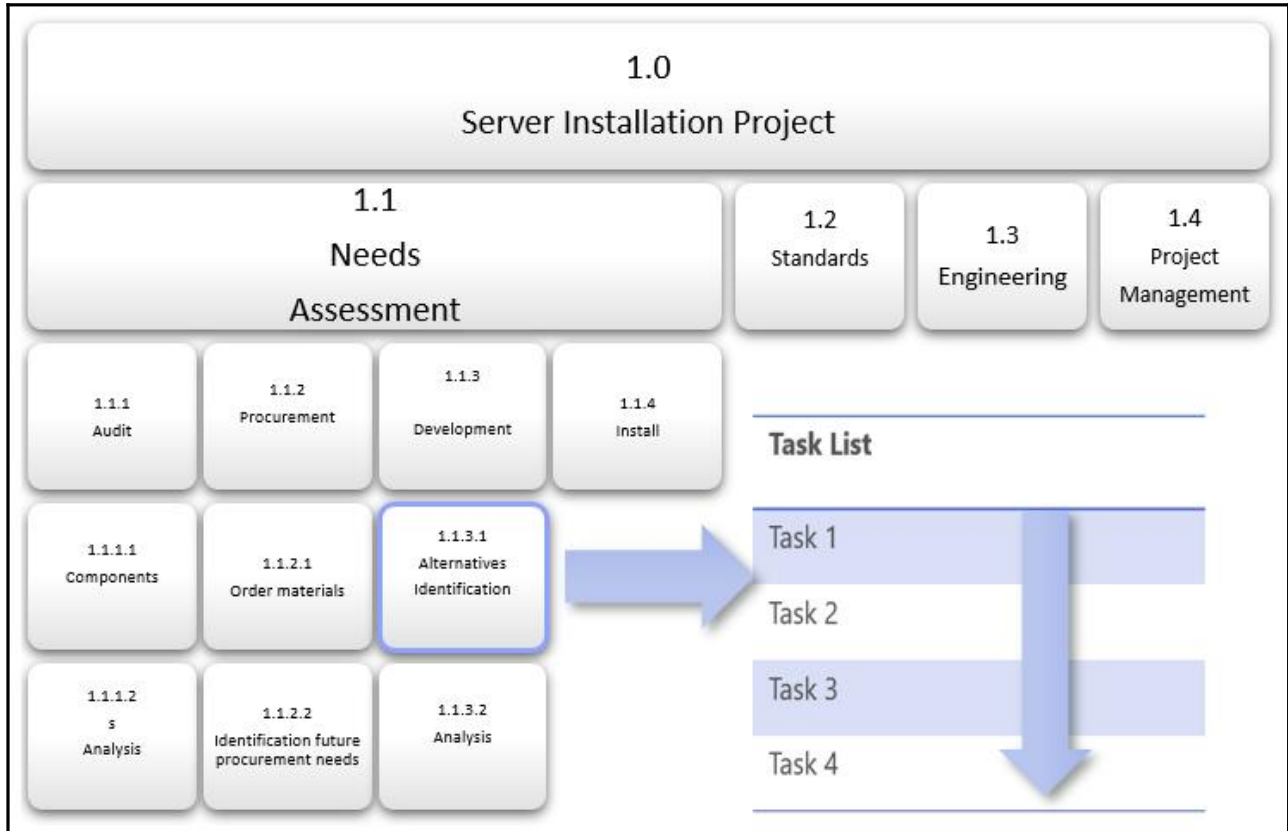 1.0
Server Installation Project
1.1
Needs
Assessment
1.2
Standards
1.3
Engineering
1.4
Project
Management
1.1.1
Audit
1.1.2
Procurement
1.1.3
Development
1.1.4
Install
1.1.1.1
Components
1.1.2.1
Order materials
1.1.3.1
Alternatives
Identification
1.1.1.2
s
Analysis
1.1.2.2
Identification future
procurement needs
1.1.3.2
Analysis
Task List
Task 1
Task 2
Task 3
Task 4